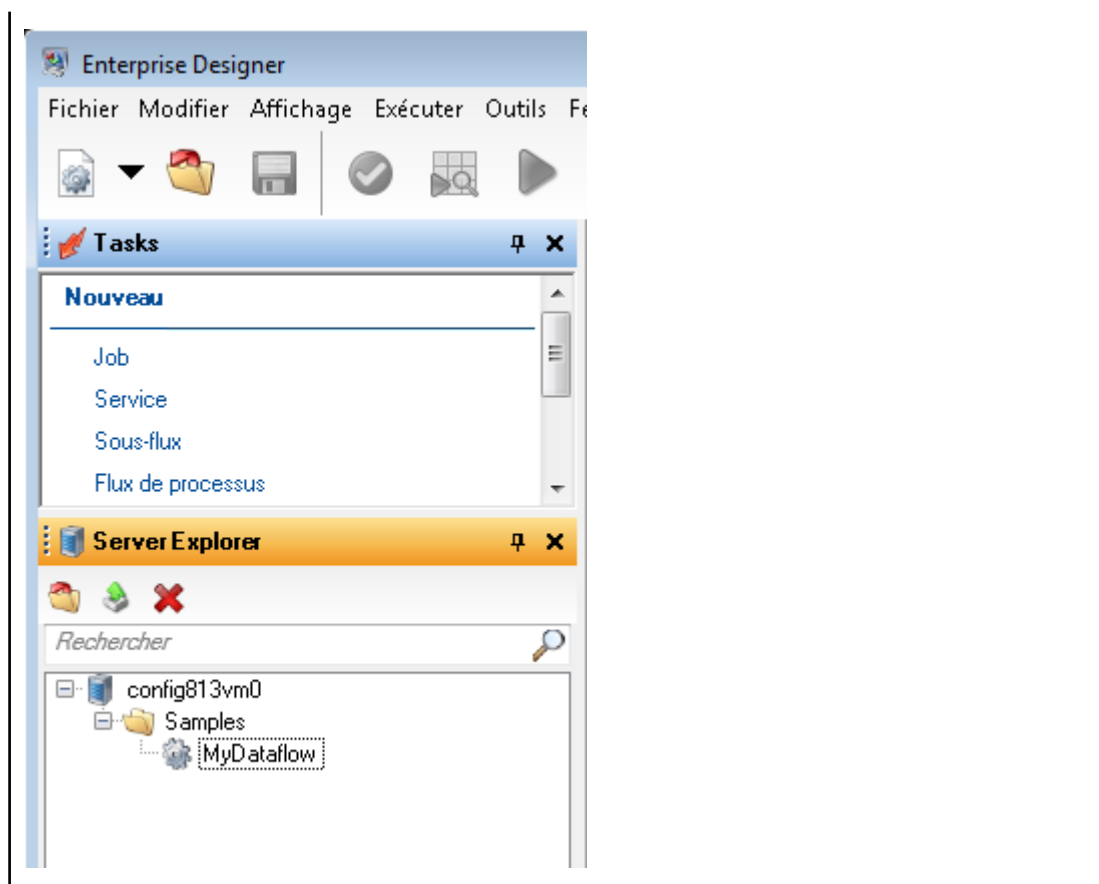 Enterprise Designer
Fichier Modifier Affichage Exécuter Outils
Tasks
Nouveau
Job
Service
Sous-flux
Flux de processus
Server Explorer
Rechercher
config813vm0
Samples
MyDataflow